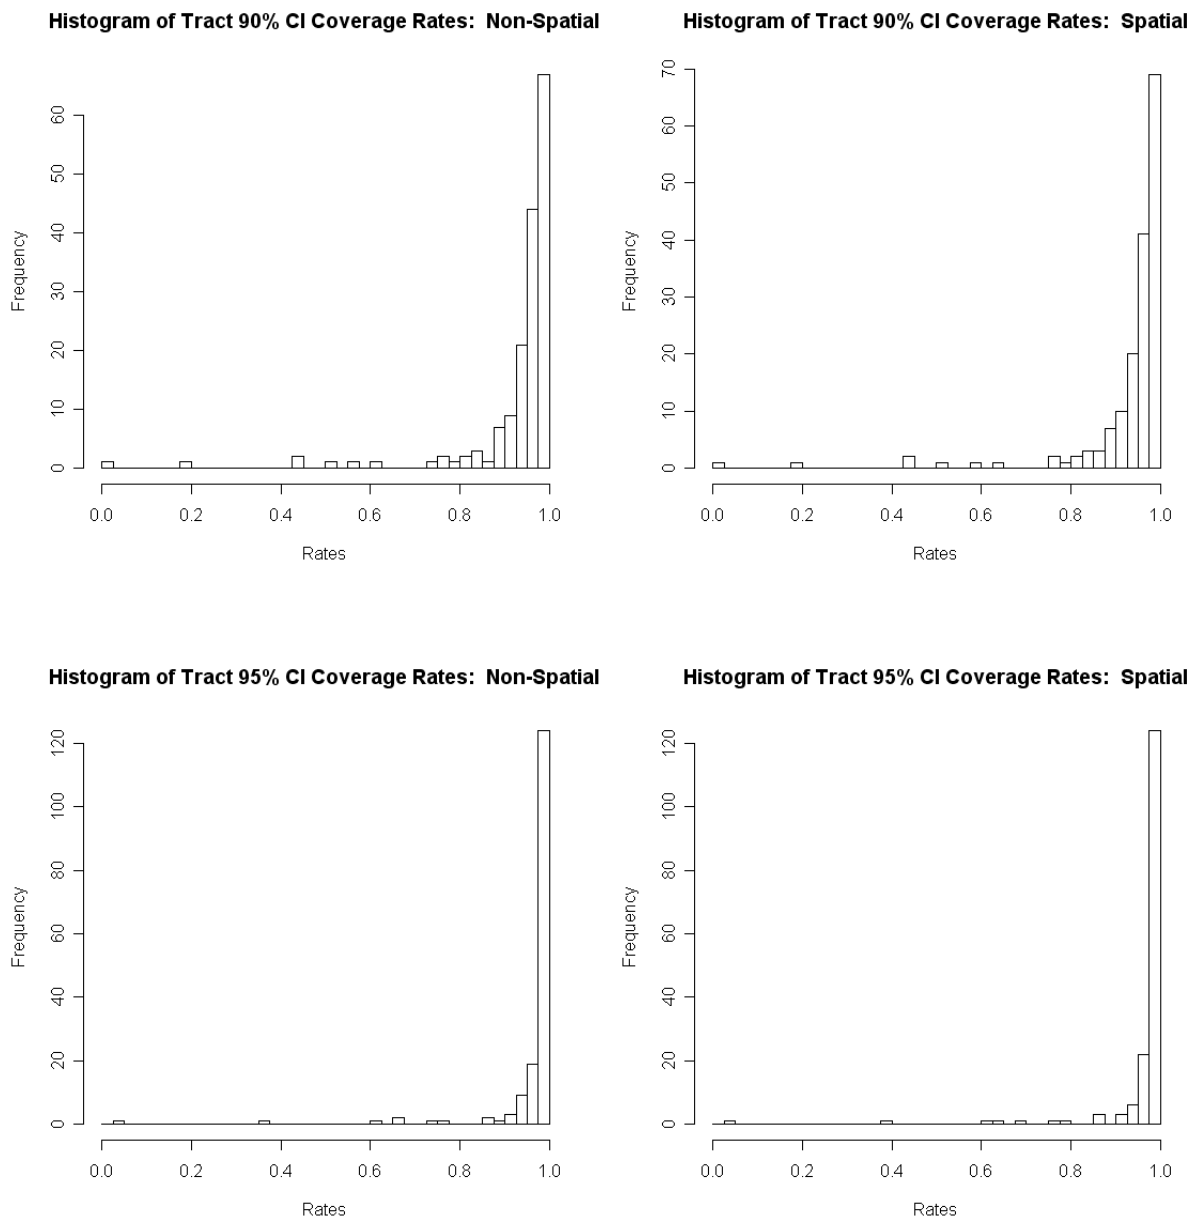 Histogram of Tract 90% CI Coverage Rates:  Non-Spatial
Frequency
0 10 20 30 40 50 60
0.0 0.2 0.4 0.6 0.8 1.0
Rates
Histogram of Tract 90% CI Coverage Rates:  Spatial
Frequency
0 10 20 30 40 50 60 70
0.0 0.2 0.4 0.6 0.8 1.0
Rates
Histogram of Tract 95% CI Coverage Rates:  Non-Spatial
Frequency
0 20 40 60 80 100 120
0.0 0.2 0.4 0.6 0.8 1.0
Rates
Histogram of Tract 95% CI Coverage Rates:  Spatial
Frequency
0 20 40 60 80 100 120
0.0 0.2 0.4 0.6 0.8 1.0
Rates